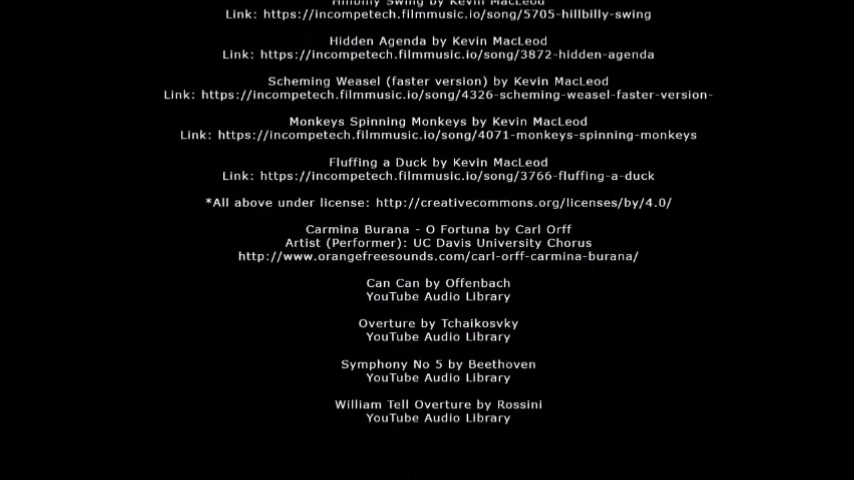 Hillbilly Swing by Kevin MacLeod
Link: https://incompetech.filmmusic.io/song/5705-hillbilly-swing
Hidden Agenda by Kevin MacLeod
Link: https://incompetech.filmmusic.io/song/3872-hidden-agenda
Scheming Weasel (faster version) by Kevin MacLeod
Link: https://incompetech.filmmusic.io/song/4326-scheming-weasel-faster-version-
Monkeys Spinning Monkeys by Kevin MacLeod
Link: https://incompetech.filmmusic.io/song/4071-monkeys-spinning-monkeys
Fluffing a Duck by Kevin MacLeod
Link: https://incompetech.filmmusic.io/song/3766-fluffing-a-duck
*All above under license: http://creativecommons.org/licenses/by/4.0/
Carmina Burana - O Fortuna by Carl Orff
Artist (Performer): UC Davis University Chorus
http://www.orangefreesounds.com/carl-orff-carmina-burana/
Can Can by Offenbach
YouTube Audio Library
Overture by Tchaikosvky
YouTube Audio Library
Symphony No 5 by Beethoven
YouTube Audio Library
William Tell Overture by Rossini
YouTube Audio Library